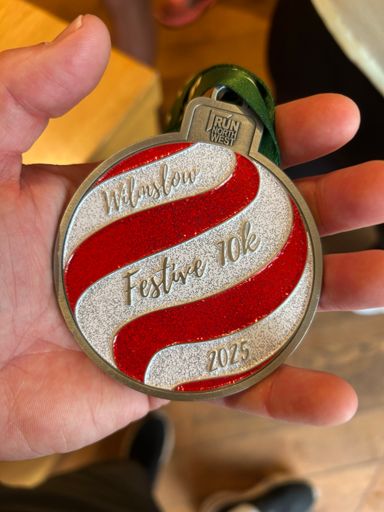 RUN
NORTH
WEST
Wilmslow
Festive 10k
2025